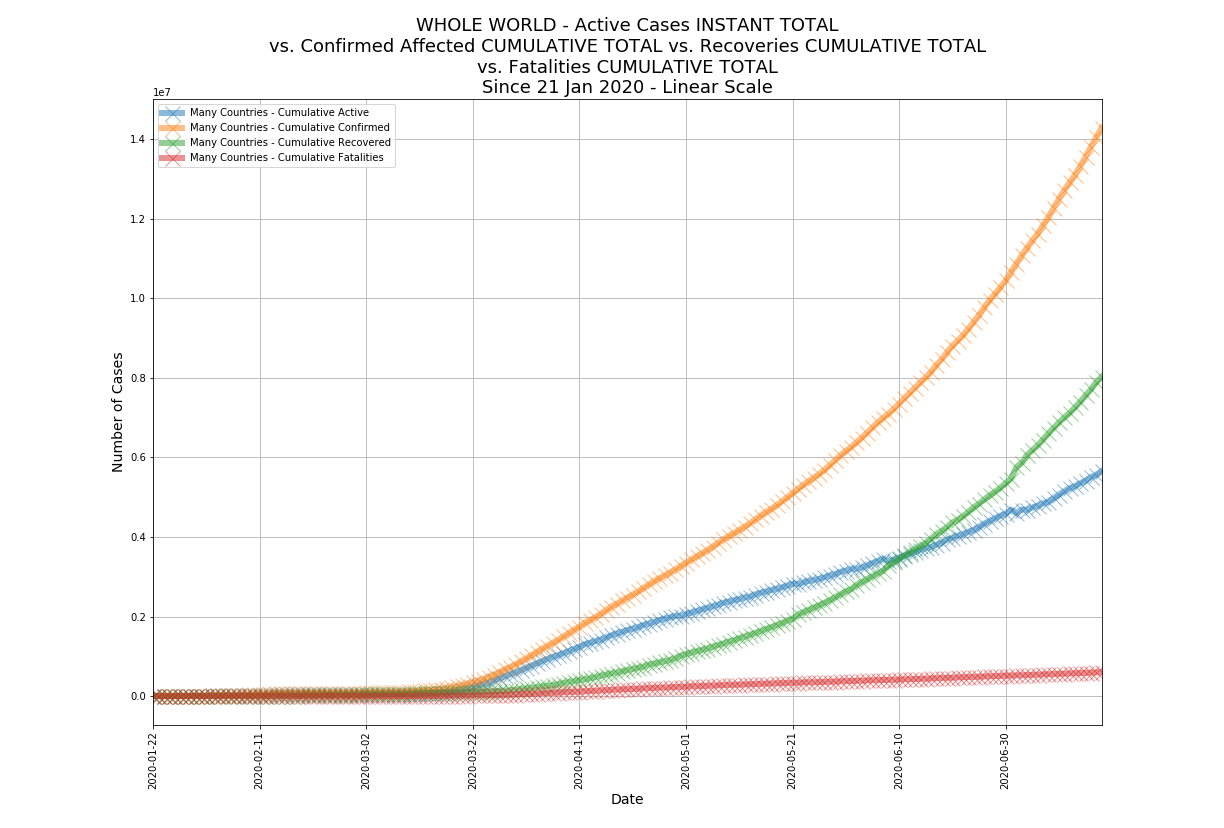 WHOLE WORLD - Active Cases INSTANT TOTAL
vs. Confirmed Affected CUMULATIVE TOTAL vs. Recoveries CUMULATIVE TOTAL
vs. Fatalities CUMULATIVE TOTAL
Since 21 Jan 2020 - Linear Scale
1e7
Many Countries - Cumulative Active
Many Countries - Cumulative Confirmed
Many Countries - Cumulative Recovered
Many Countries - Cumulative Fatalities
1.4
1.2
1.0
0.8
0.6
0.4
0.2
0.0
Number of Cases
2020-01-22
2020-02-11
2020-03-02
2020-03-22
2020-04-11
2020-05-01
2020-05-21
2020-06-10
2020-06-30
Date